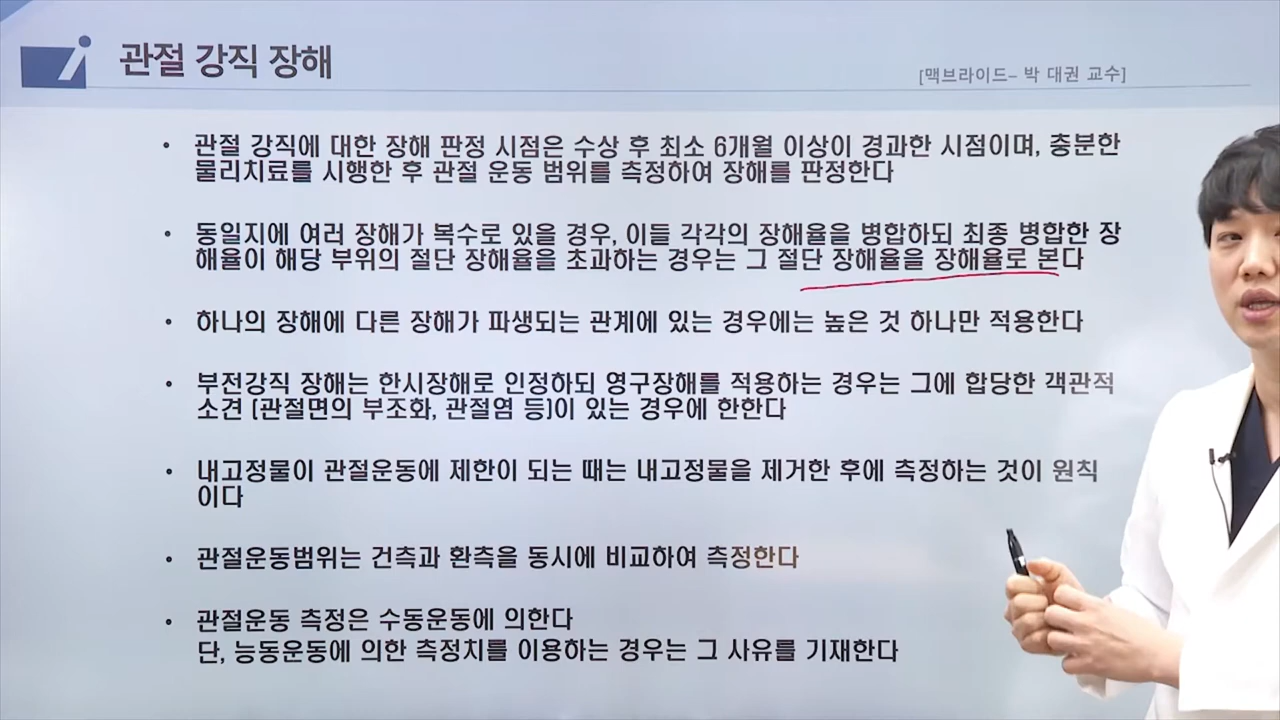 관절 강직 장해
[맥브라이드– 박 대권 교수]
• 관절 강직에 대한 장해 판정 시점은 수상 후 최소 6개월 이상이 경과한 시점이며, 충분한
물리치료를 시행한 후 관절 운동 범위를 측정하여 장해를 판정한다
• 동일지에 여러 장해가 복수로 있을 경우, 이들 각각의 장해율을 병합하되 최종 병합한 장
해율이 해당 부위의 절단 장해율을 초과하는 경우는 그 절단 장해율을 장해율로 본다
• 하나의 장해에 다른 장해가 파생되는 관계에 있는 경우에는 높은 것 하나만 적용한다
• 부전강직 장해는 한시장해로 인정하되 영구장해를 적용하는 경우는 그에 합당한 객관적
소견 (관절면의 부조화, 관절염 등)이 있는 경우에 한한다
• 내고정물이 관절운동에 제한이 되는 때는 내고정물을 제거한 후에 측정하는 것이 원칙
이다
• 관절운동범위는 건측과 환측을 동시에 비교하여 측정한다
• 관절운동 측정은 수동운동에 의한다
단, 능동운동에 의한 측정치를 이용하는 경우는 그 사유를 기재한다